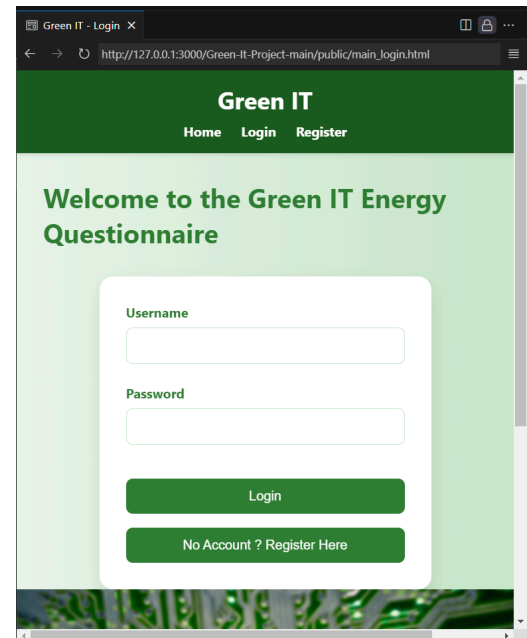 Green IT - Login
http://127.0.0.1:3000/Green-It-Project-main/public/main_login.html
Green IT
Home Login Register
Welcome to the Green IT Energy
Questionnaire
Username
Password
Login
No Account ? Register Here